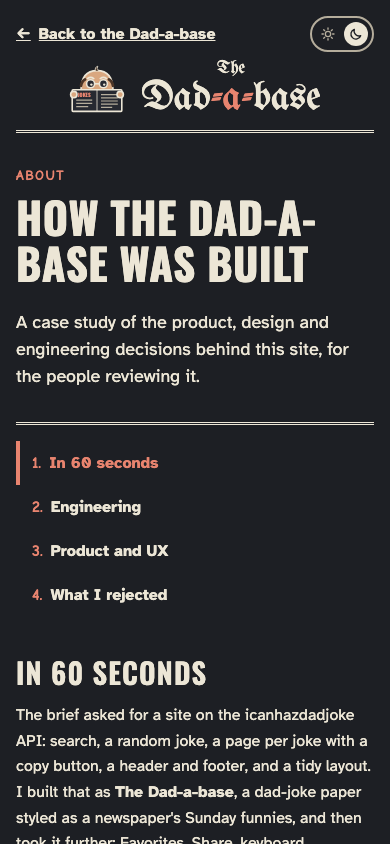 ← Back to the Dad-a-base
JOKES
The
Dad-a-base
ABOUT
HOW THE DAD-A-
BASE WAS BUILT
A case study of the product, design and
engineering decisions behind this site, for
the people reviewing it.
1. In 60 seconds
2. Engineering
3. Product and UX
4. What I rejected
IN 60 SECONDS
The brief asked for a site on the icanhazdadjoke
API: search, a random joke, a page per joke with a
copy button, a header and footer, and a tidy layout.
I built that as The Dad-a-base, a dad-joke paper
styled as a newspaper's Sunday funnies, and then
took it further: Favorites, Share, keyboard